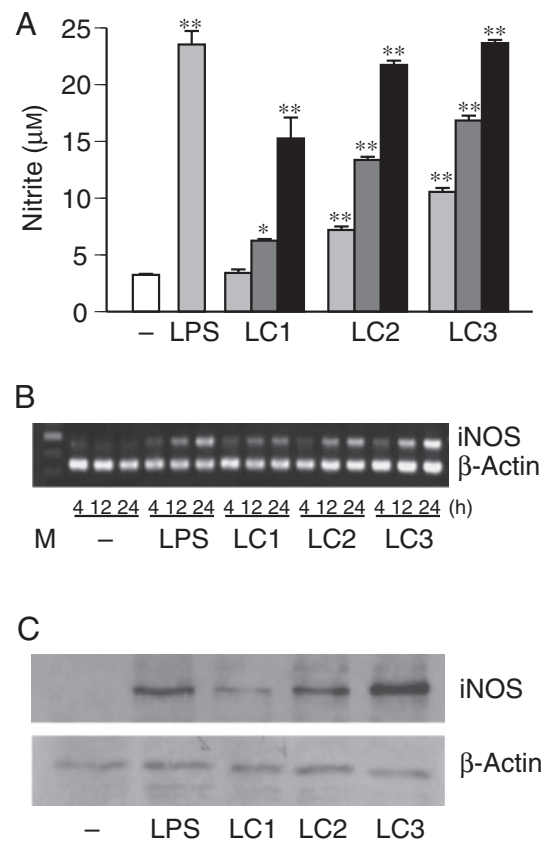 A
25
20
15
10
5
0
Nitrite (μM)
** ** * ** ** ** ** ** ** **
– LPS LC1 LC2 LC3
B
iNOS
β-Actin
4 12 24 4 12 24 4 12 24 4 12 24 4 12 24 (h)
M – LPS LC1 LC2 LC3
C
iNOS
β-Actin
– LPS LC1 LC2 LC3